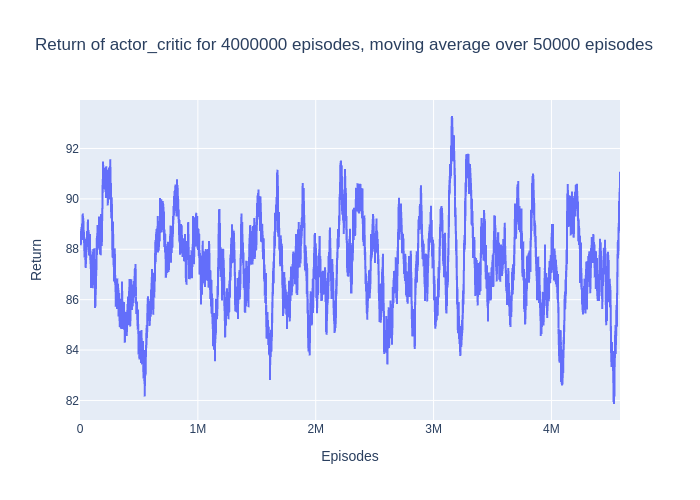 Return of actor_critic for 4000000 episodes, moving average over 50000 episodes
92
90
88
86
84
82
Return
0 1M 2M 3M 4M
Episodes